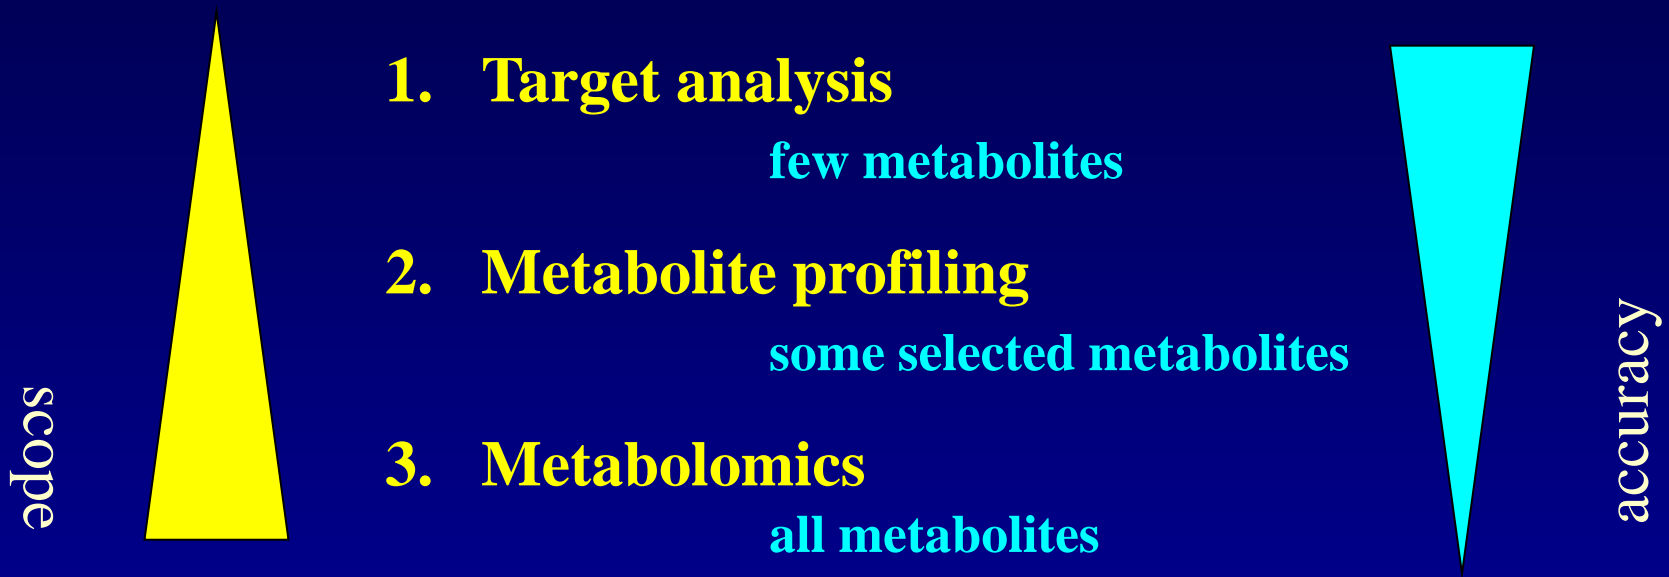 1. Target analysis
few metabolites
2. Metabolite profiling
some selected metabolites
3. Metabolomics
all metabolites
scope
accuracy